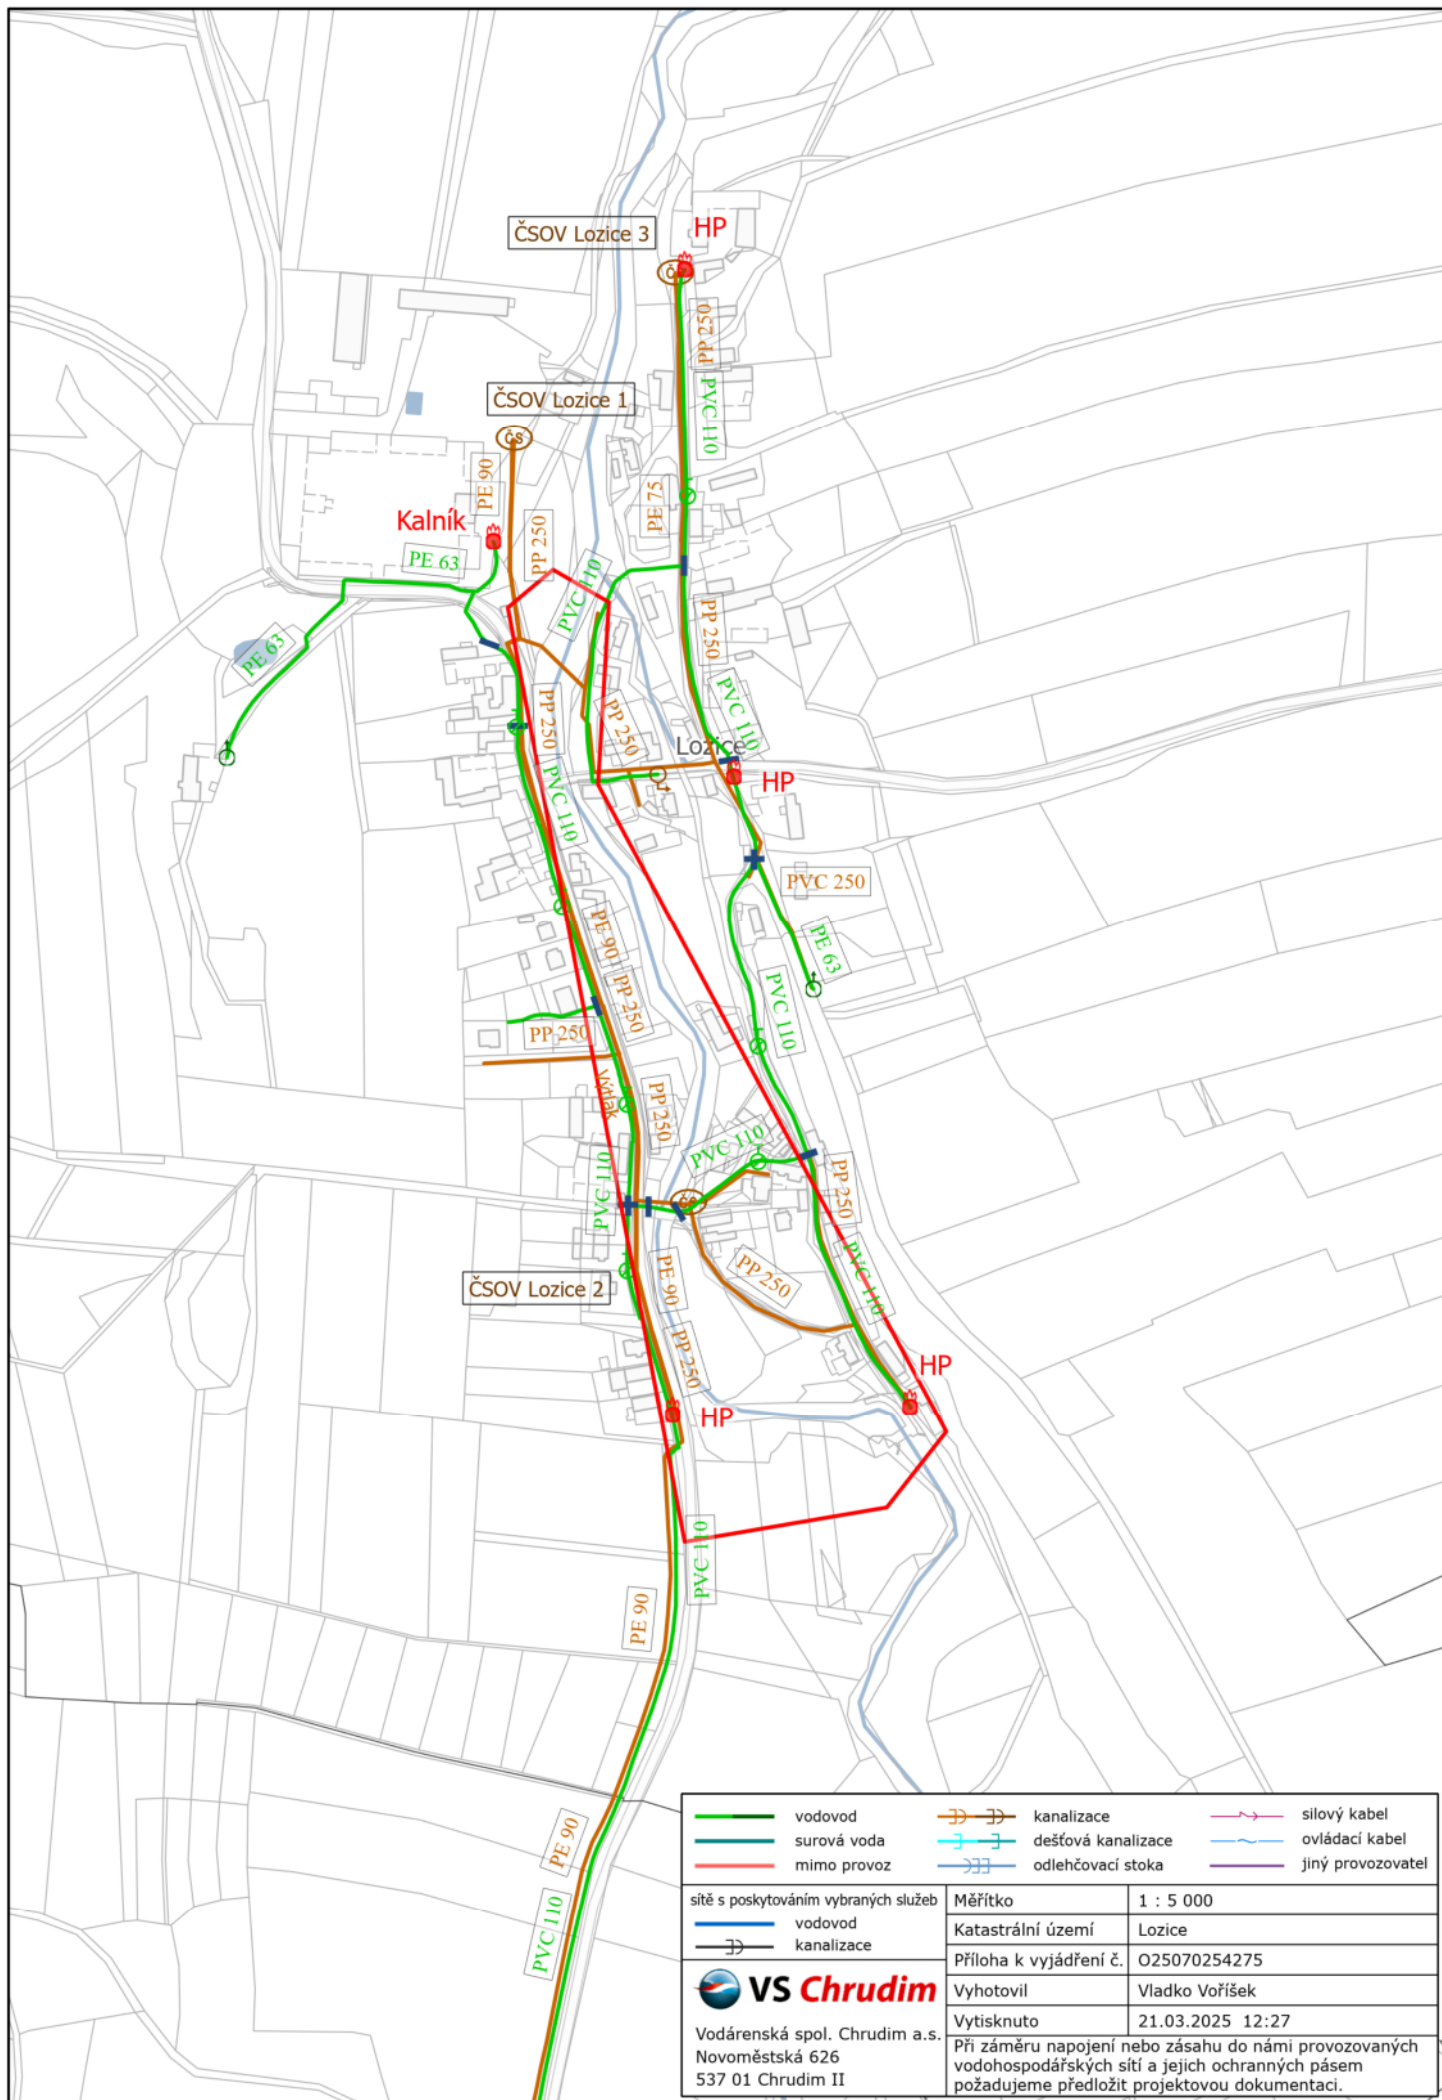 HP
ČSOV Lozice 3
PP 250
PVC 110
ČSOV Lozice 1
ČS
PE 90
PE 75
Kalník
PP 250
PE 63
PVC 110
PP 250
PE 63
PVC 110
PP 250
PP 250
Lozice
HP
PVC 110
PVC 250
PE 90
PE 63
PP 250
PVC 110
PP 250
Výtlak
PP 250
PVC 110
PVC 110
PP 250
ČS
PE 90
PP 250
PVC 110
ČSOV Lozice 2
PP 250
HP
HP
PVC 110
PE 90
PE 90
PVC 110
vodovod
surová voda
mimo provoz
kanalizace
dešťová kanalizace
odlehčovací stoka
silový kabel
ovládací kabel
jiný provozovatel
sítě s poskytováním vybraných služeb
vodovod
kanalizace
Měřítko 1 : 5 000
Katastrální území Lozice
Příloha k vyjádření č. O25070254275
Vyhotovil Vladko Voříšek
Vytisknuto 21.03.2025 12:27
VS Chrudim
Vodárenská spol. Chrudim a.s.
Novoměstská 626
537 01 Chrudim II
Při záměru napojení nebo zásahu do námi provozovaných
vodohospodářských sítí a jejich ochranných pásem
požadujeme předložit projektovou dokumentaci.